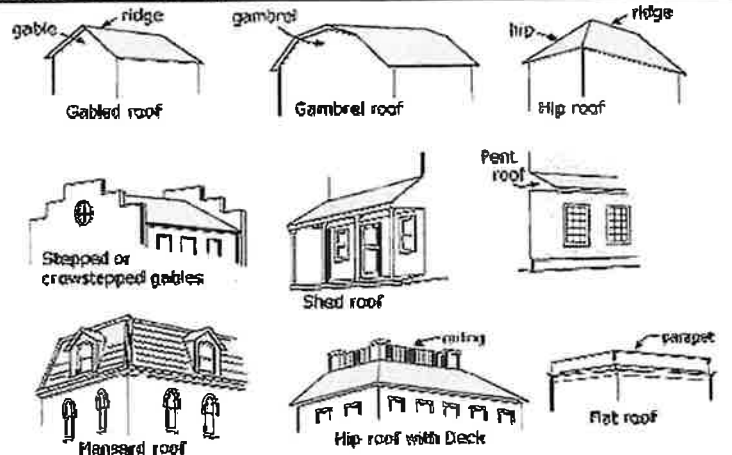 gable
ridge
Gabled roof
gambrel
Gambrel roof
hip
ridge
Hip roof
Stepped or
crowstepped gables
Shed roof
Pent
roof
Mansard roof
railing
Hip roof with Deck
parapet
Flat roof